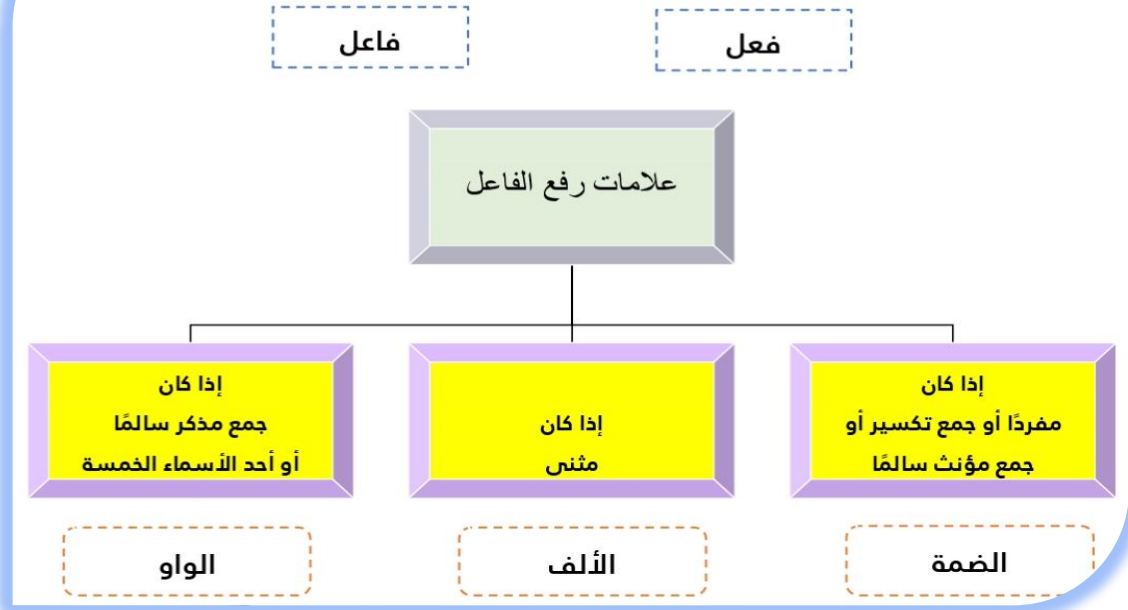 فعل
فاعل
علامات رفع الفاعل
إذا كان
مفردًا أو جمع تكسير أو
جمع مؤنث سالمًا
إذا كان
مثنى
إذا كان
جمع مذكر سالمًا
أو أحد الأسماء الخمسة
الضمة
الألف
الواو